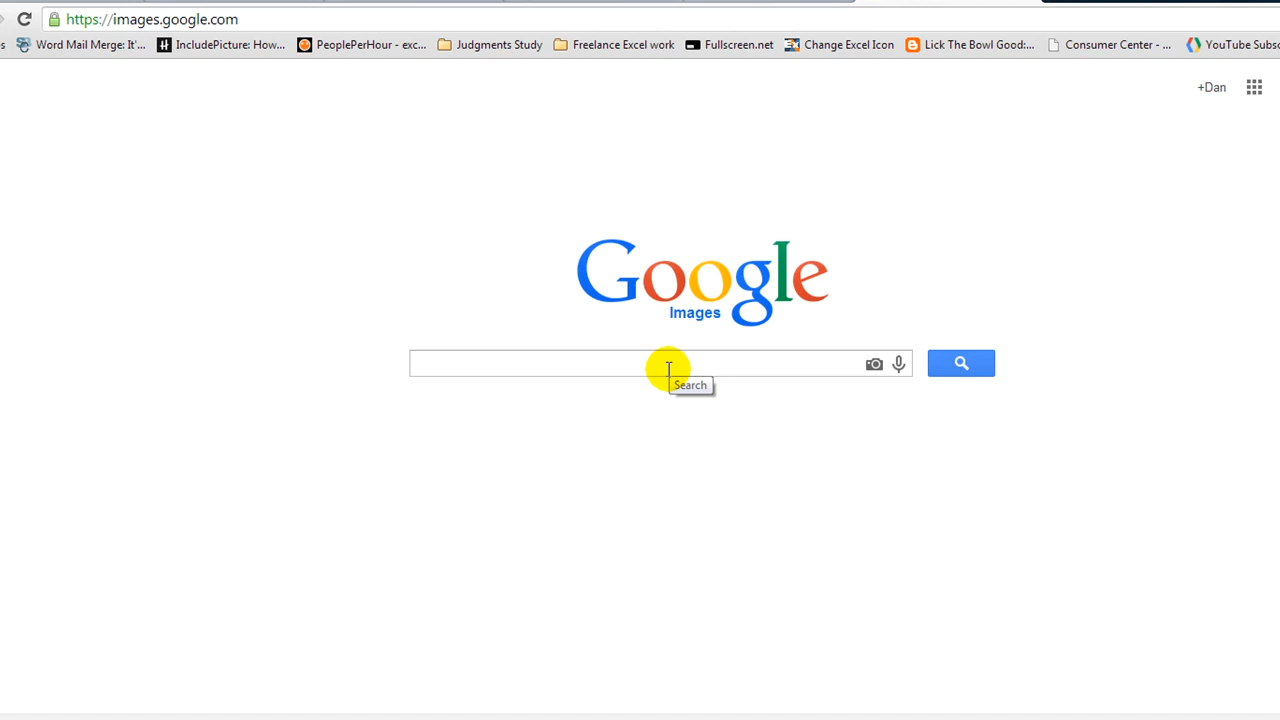 https://images.google.com
s Word Mail Merge: It'... IncludePicture: How... PeoplePerHour - exc... Judgments Study Freelance Excel work Fullscreen.net Change Excel Icon Lick The Bowl Good:... Consumer Center - ... YouTube Subsc
+Dan
Google
Images
Search